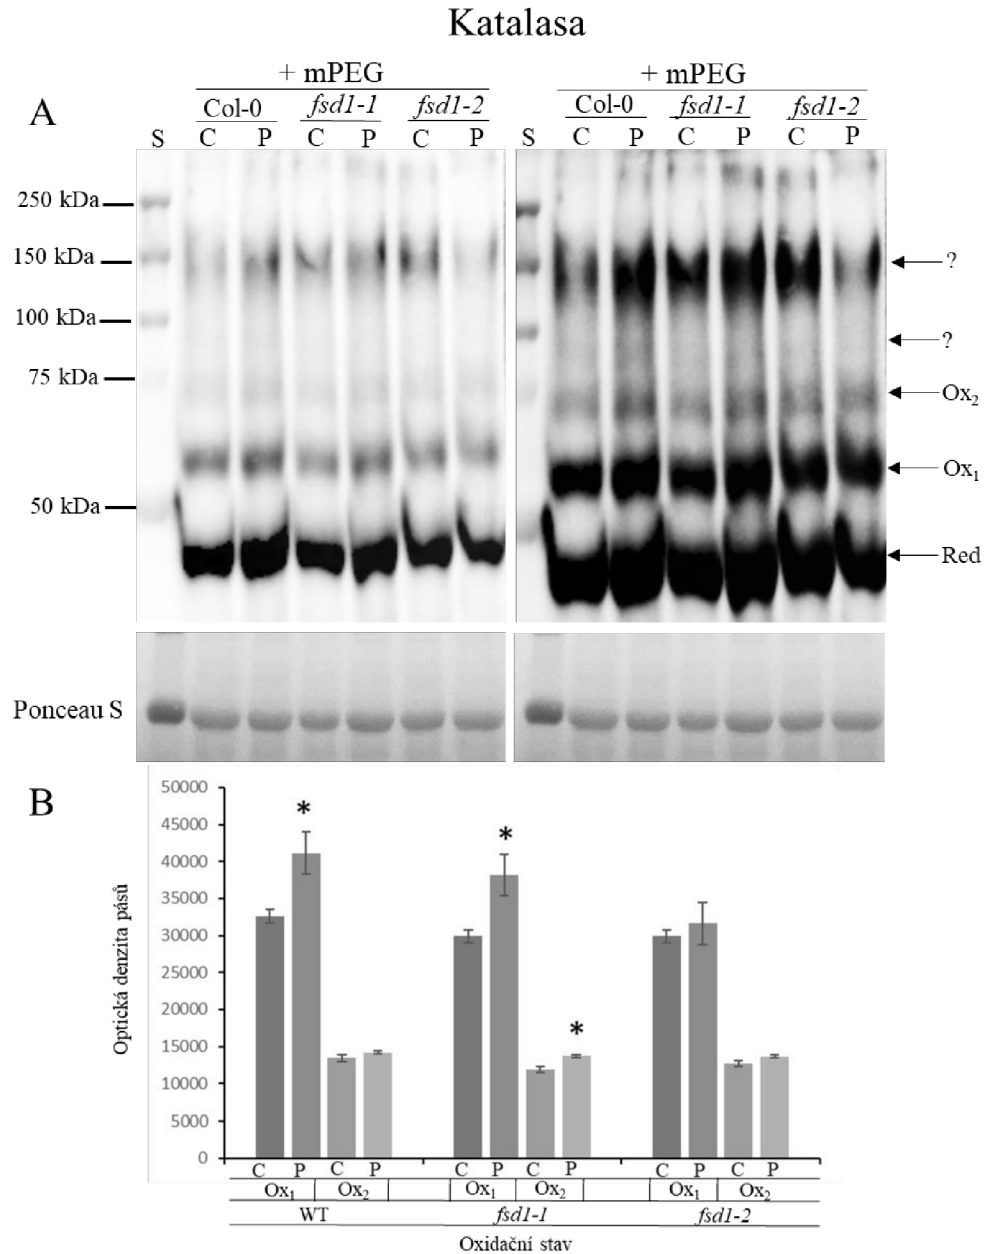 Katalasa
+ mPEG + mPEG
A Col-0 fsd1-1 fsd1-2 Col-0 fsd1-1 fsd1-2
S C P C P C P S C P C P C P
250 kDa
150 kDa ?
100 kDa
?
75 kDa
Ox₂
Ox₁
50 kDa
Red
Ponceau S
B
Optická denzita pásů
50000
45000
40000
35000
30000
25000
20000
15000
10000
5000
0
* * *
C P C P C P C P C P C P
Ox₁ Ox₂ Ox₁ Ox₂ Ox₁ Ox₂
WT fsd1-1 fsd1-2
Oxidační stav